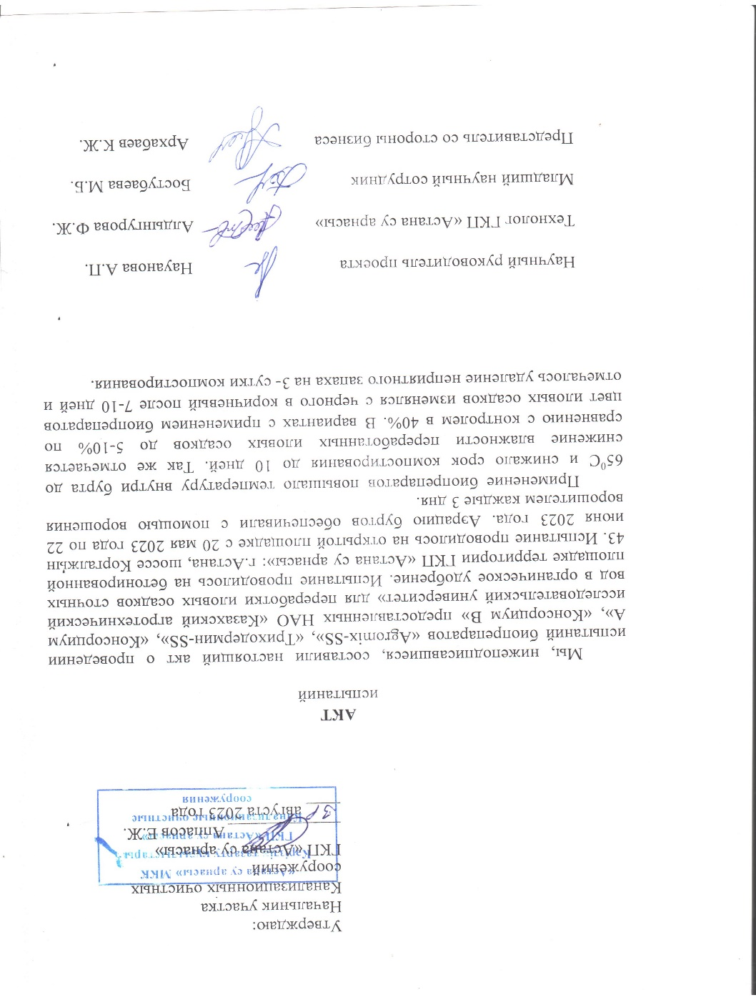 Утверждаю:
Начальник участка
Канализационных очистных
сооружений
ГКП «Астана су арнасы»
Аппасов Е.Ж.
августа 2023 года
«Астана су арнасы» МКК
Кәріздік тазарту құрылыстары
ГКП «Астана су арнасы»
Канализационные очистные
сооружения
АКТ
испытаний
Мы, нижеподписавшиеся, составили настоящий акт о проведении
испытаний биопрепаратов «Agromix-SS», «Триходермин-SS», «Консорциум
А», «Консорциум В» предоставленных НАО «Казахский агротехнический
исследовательский университет» для переработки иловых осадков сточных
вод в органическое удобрение. Испытание проводилось на бетонированной
площадке территории ГКП «Астана су арнасы»: г.Астана, шоссе Коргалжын
43. Испытание проводилось на открытой площадке с 20 мая 2023 года по 22
июня 2023 года. Аэрацию буртов обеспечивали с помощью ворошения
ворошителем каждые 3 дня.
Применение биопрепаратов повышало температуру внутри бурта до
65⁰С и снижало срок компостирования до 10 дней. Так же отмечается
снижение влажности переработанных иловых осадков до 5-10% по
сравнению с контролем в 40%. В вариантах с применением биопрепаратов
цвет иловых осадков изменялся с черного в коричневый после 7-10 дней и
отмечалось удаление неприятного запаха на 3- сутки компостирования.
Научный руководитель проекта Науанова А.П.
Технолог ГКП «Астана су арнасы» Алдынгурова Ф.Ж.
Младший научный сотрудник Бостубаева М.Б.
Представитель со стороны бизнеса Архабаев К.Ж.